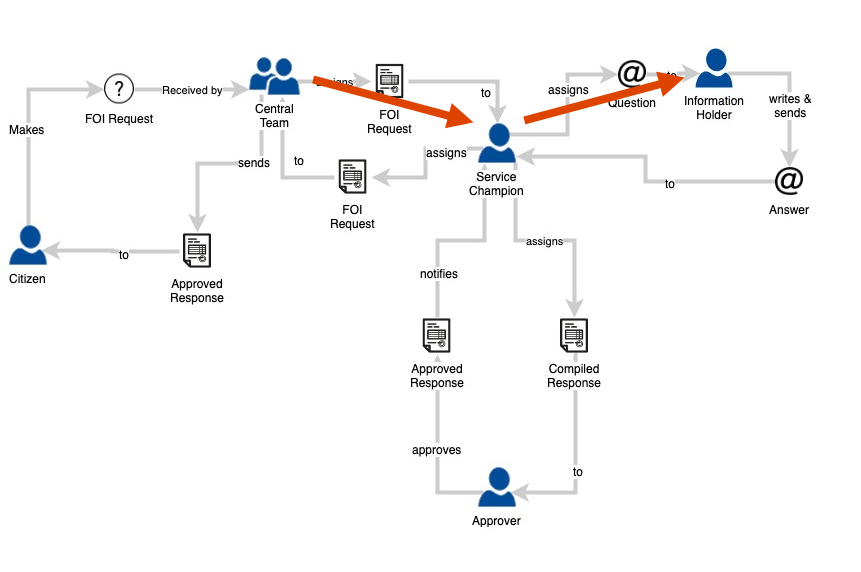 Makes
?
FOI Request
Received by
Central
Team
FOI
Request
to
assigns
@
Question
to
Information
Holder
writes &
sends
@
Answer
to
Service
Champion
assigns
FOI
Request
to
sends
Approved
Response
to
Citizen
notifies
assigns
Approved
Response
Compiled
Response
approves
to
Approver